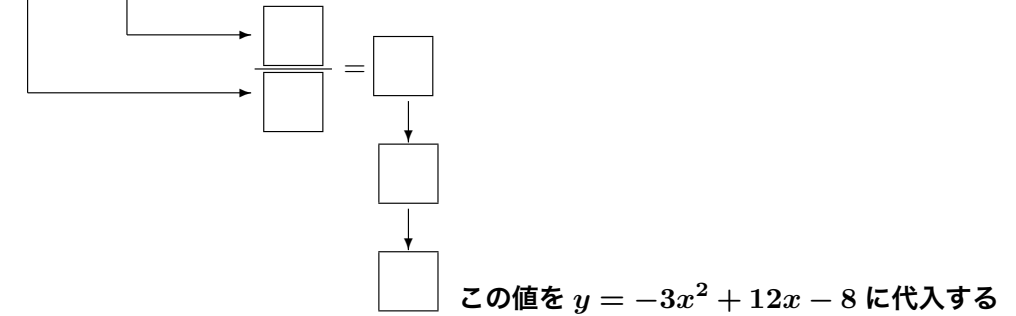 =
この値を y = −3x² + 12x − 8 に代入する